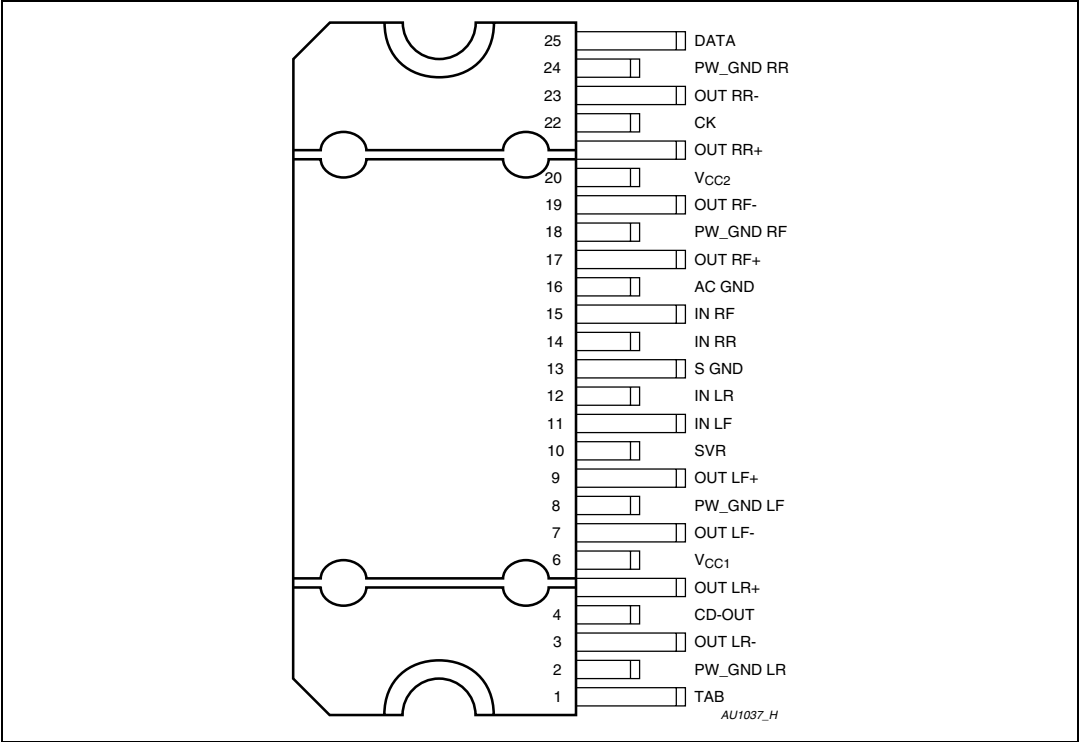 25 DATA
24 PW_GND RR
23 OUT RR-
22 CK
OUT RR+
20 VCC2
19 OUT RF-
18 PW_GND RF
17 OUT RF+
16 AC GND
15 IN RF
14 IN RR
13 S GND
12 IN LR
11 IN LF
10 SVR
9 OUT LF+
8 PW_GND LF
7 OUT LF-
6 VCC1
OUT LR+
4 CD-OUT
3 OUT LR-
2 PW_GND LR
1 TAB
AU1037_H